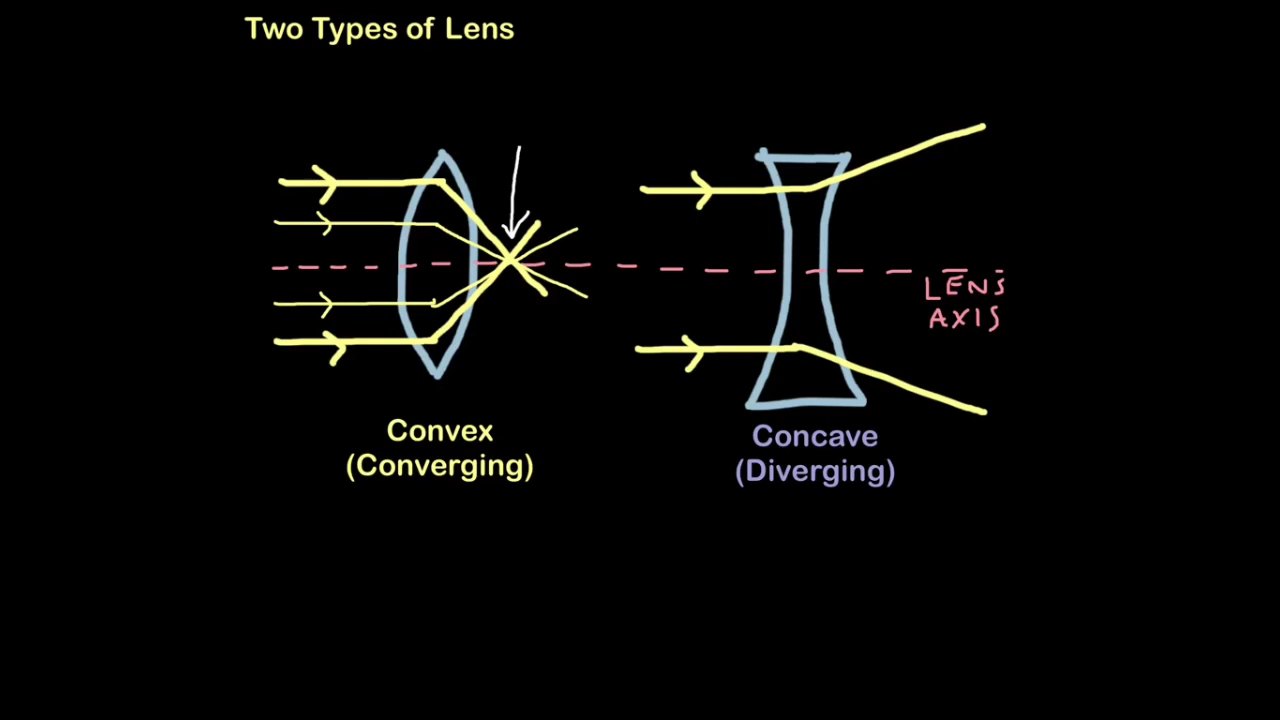 Two Types of Lens
LENS
AXIS
Convex
(Converging)
Concave
(Diverging)